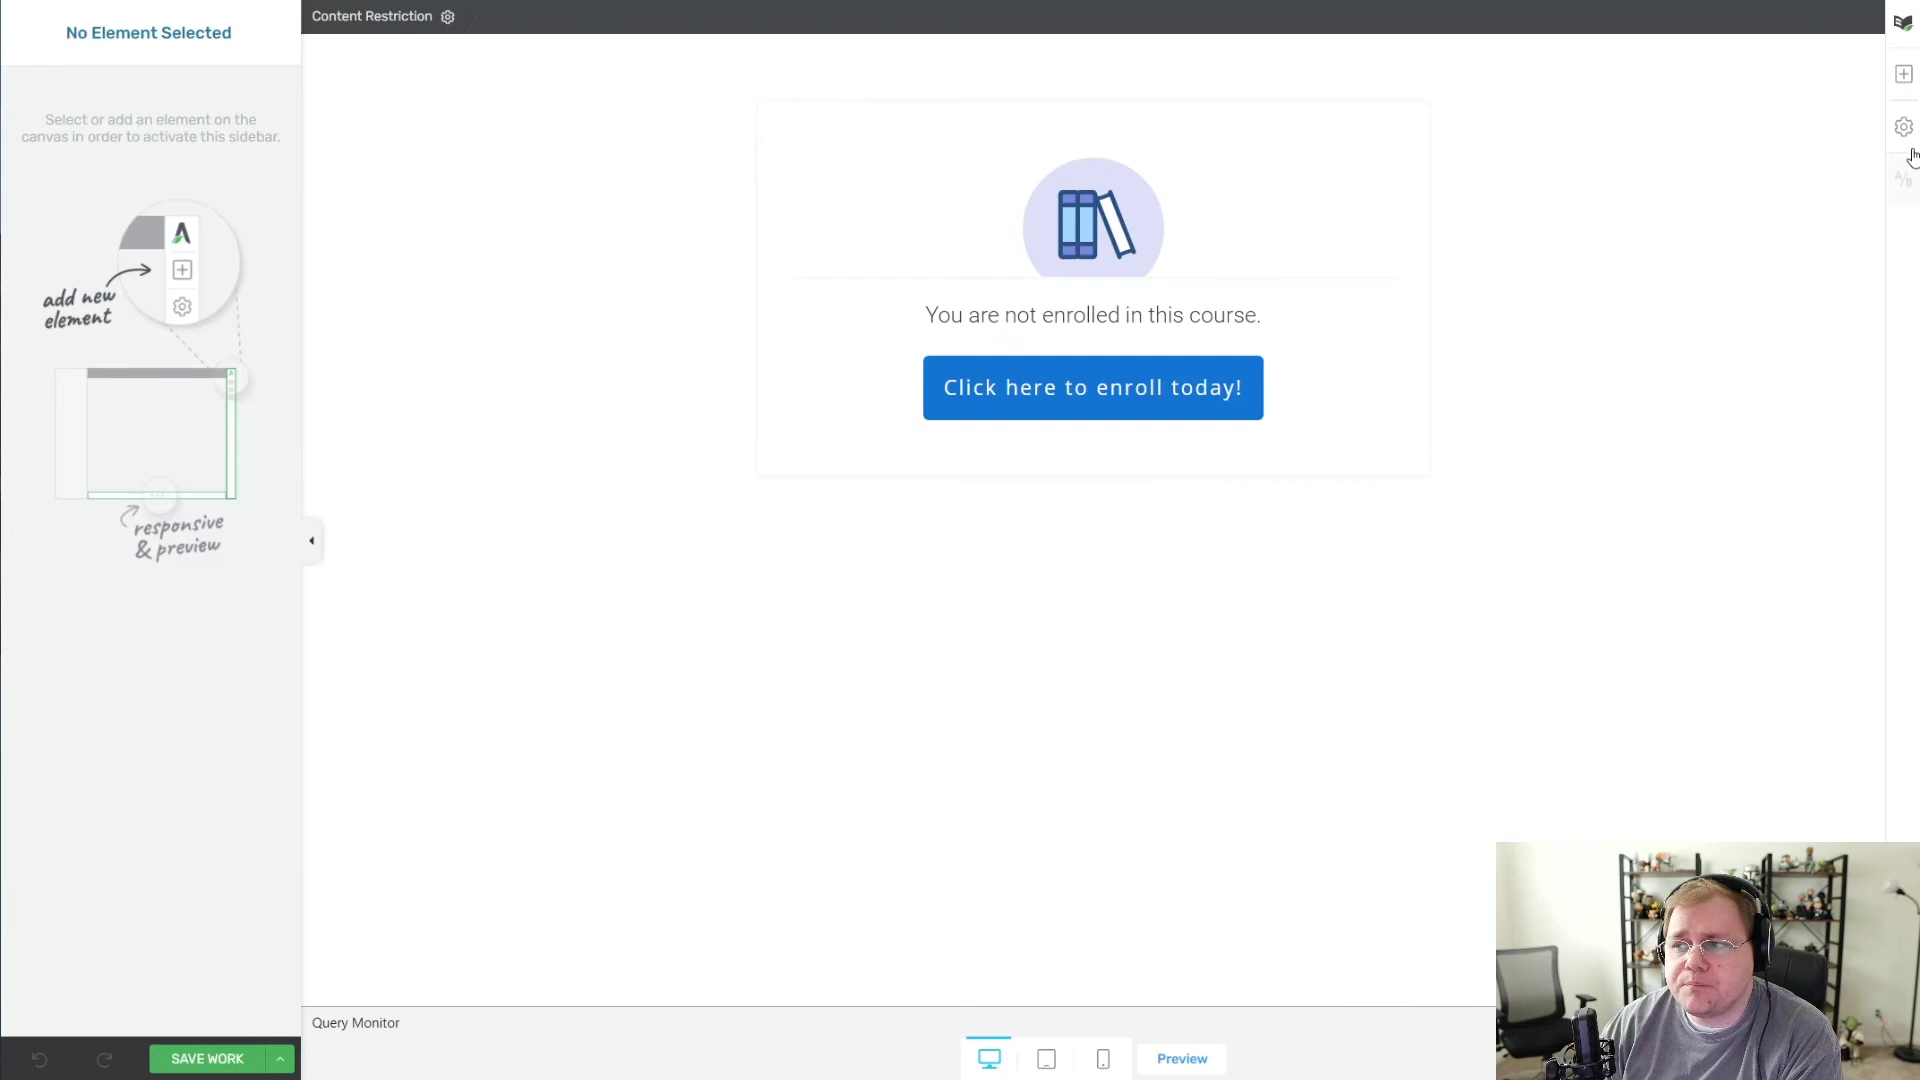 No Element Selected
Content Restriction
Select or add an element on the
canvas in order to activate this sidebar.
add new
element
responsive
& preview
You are not enrolled in this course.
Click here to enroll today!
A/B
Query Monitor
SAVE WORK
Preview